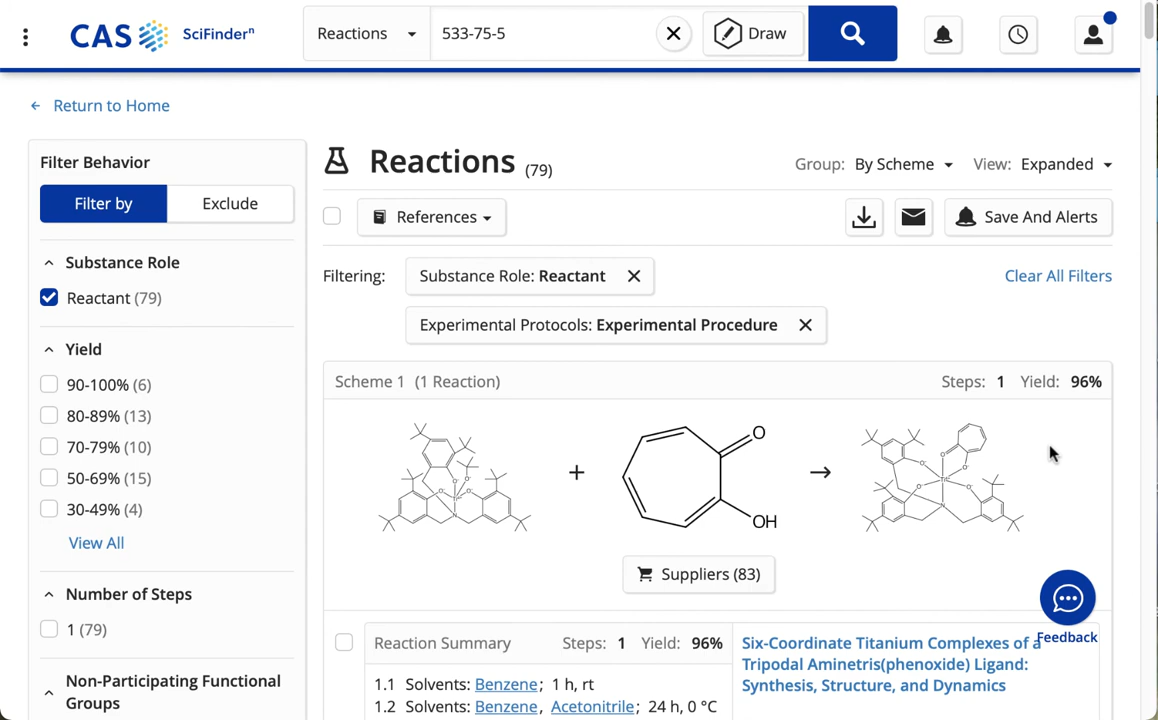 CAS SciFinderⁿ
Reactions
533-75-5
Draw
Return to Home
Filter Behavior
Filter by
Exclude
Substance Role
Reactant (79)
Yield
90-100% (6)
80-89% (13)
70-79% (10)
50-69% (15)
30-49% (4)
View All
Number of Steps
1 (79)
Non-Participating Functional
Groups
Reactions (79)
Group: By Scheme
View: Expanded
References
Save And Alerts
Filtering:
Substance Role: Reactant
Clear All Filters
Experimental Protocols: Experimental Procedure
Scheme 1 (1 Reaction)
Steps: 1 Yield: 96%
+
O
OH
Suppliers (83)
Feedback
Reaction Summary
Steps: 1 Yield: 96%
1.1 Solvents: Benzene; 1 h, rt
1.2 Solvents: Benzene, Acetonitrile; 24 h, 0 °C
Six-Coordinate Titanium Complexes of a
Tripodal Aminetris(phenoxide) Ligand:
Synthesis, Structure, and Dynamics